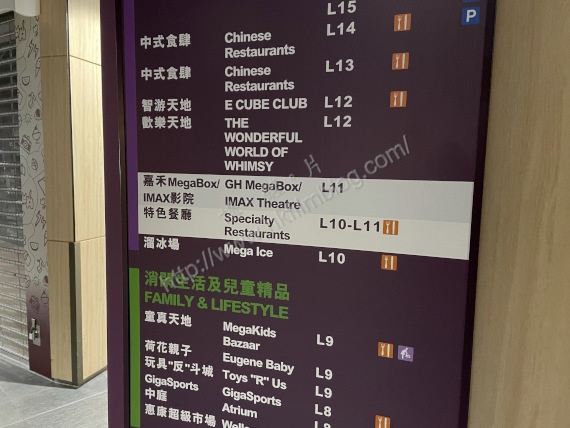 L15
中式食肆 Chinese Restaurants L14
中式食肆 Chinese Restaurants L13
智游天地 E CUBE CLUB L12
歡樂天地 THE WONDERFUL WORLD OF WHIMSY L12
嘉禾MegaBox/ GH MegaBox/ L11
IMAX影院 IMAX Theatre
特色餐廳 Specialty Restaurants L10-L11
溜冰場 Mega Ice L10
消閒生活及兒童精品
FAMILY & LIFESTYLE
童真天地 MegaKids Bazaar L9
荷花親子 Eugene Baby L9
玩具"反"斗城 Toys "R" Us L9
GigaSports GigaSports L8
中庭 Atrium L8
惠康超級市場
P